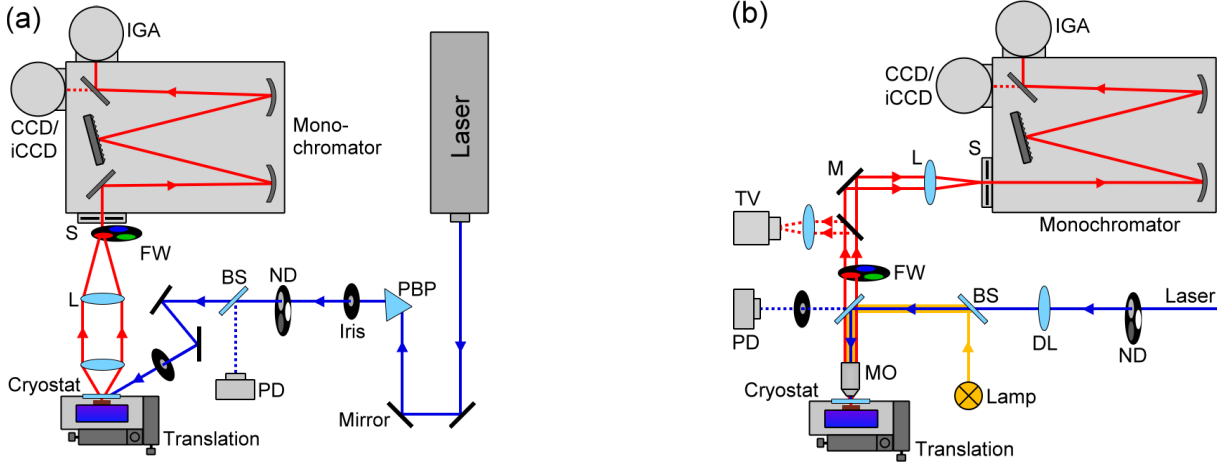 (a)
IGA
CCD/
iCCD
Mono-
chromator
Laser
S
FW
L
BS
ND
Iris
PBP
Cryostat
PD
Mirror
Translation
(b)
IGA
CCD/
iCCD
S
M
L
TV
Monochromator
FW
BS
Laser
PD
DL
ND
MO
Cryostat
Lamp
Translation